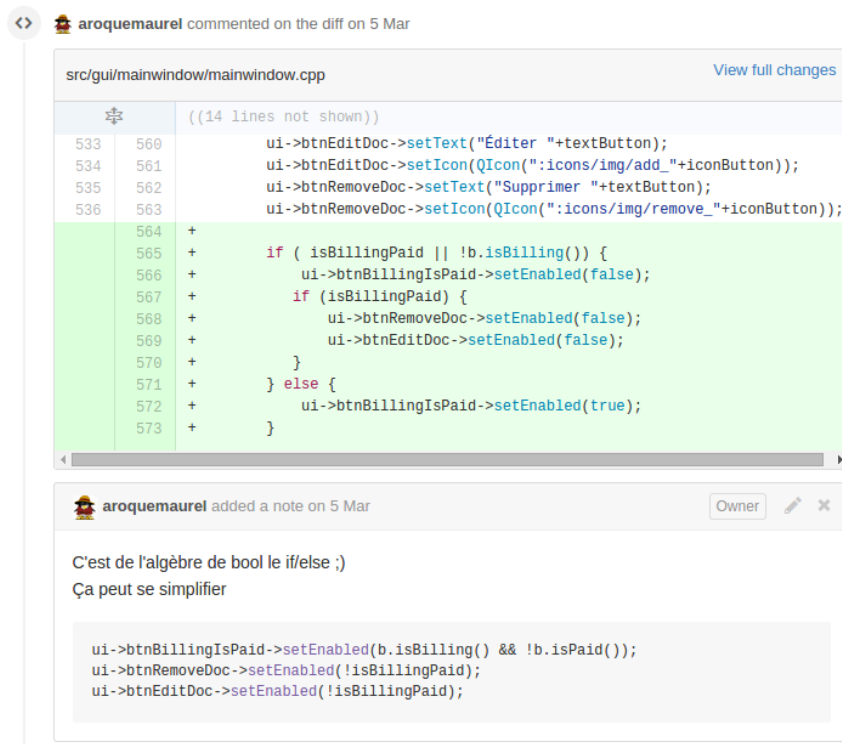 aroquemaurel commented on the diff on 5 Mar
src/gui/mainwindow/mainwindow.cpp View full changes
((14 lines not shown))
533 560 ui->btnEditDoc->setText("Éditer "+textButton);
534 561 ui->btnEditDoc->setIcon(QIcon(":icons/img/add_"+iconButton));
535 562 ui->btnRemoveDoc->setText("Supprimer "+textButton);
536 563 ui->btnRemoveDoc->setIcon(QIcon(":icons/img/remove_"+iconButton));
564 +
565 + if ( isBillingPaid || !b.isBilling()) {
566 + ui->btnBillingIsPaid->setEnabled(false);
567 + if (isBillingPaid) {
568 + ui->btnRemoveDoc->setEnabled(false);
569 + ui->btnEditDoc->setEnabled(false);
570 + }
571 + } else {
572 + ui->btnBillingIsPaid->setEnabled(true);
573 + }
aroquemaurel added a note on 5 Mar Owner
C'est de l'algèbre de bool le if/else ;)
Ça peut se simplifier
ui->btnBillingIsPaid->setEnabled(b.isBilling() && !b.isPaid());
ui->btnRemoveDoc->setEnabled(!isBillingPaid);
ui->btnEditDoc->setEnabled(!isBillingPaid);